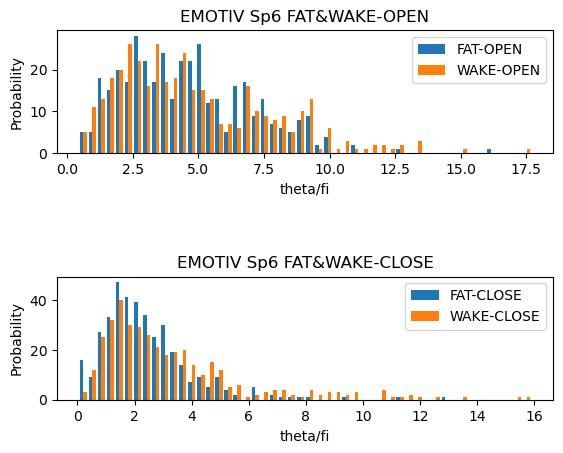 EMOTIV Sp6 FAT&WAKE-OPEN
Probability
20
10
0
FAT-OPEN
WAKE-OPEN
0.0 2.5 5.0 7.5 10.0 12.5 15.0 17.5
theta/fi
EMOTIV Sp6 FAT&WAKE-CLOSE
Probability
40
20
0
FAT-CLOSE
WAKE-CLOSE
0 2 4 6 8 10 12 14 16
theta/fi